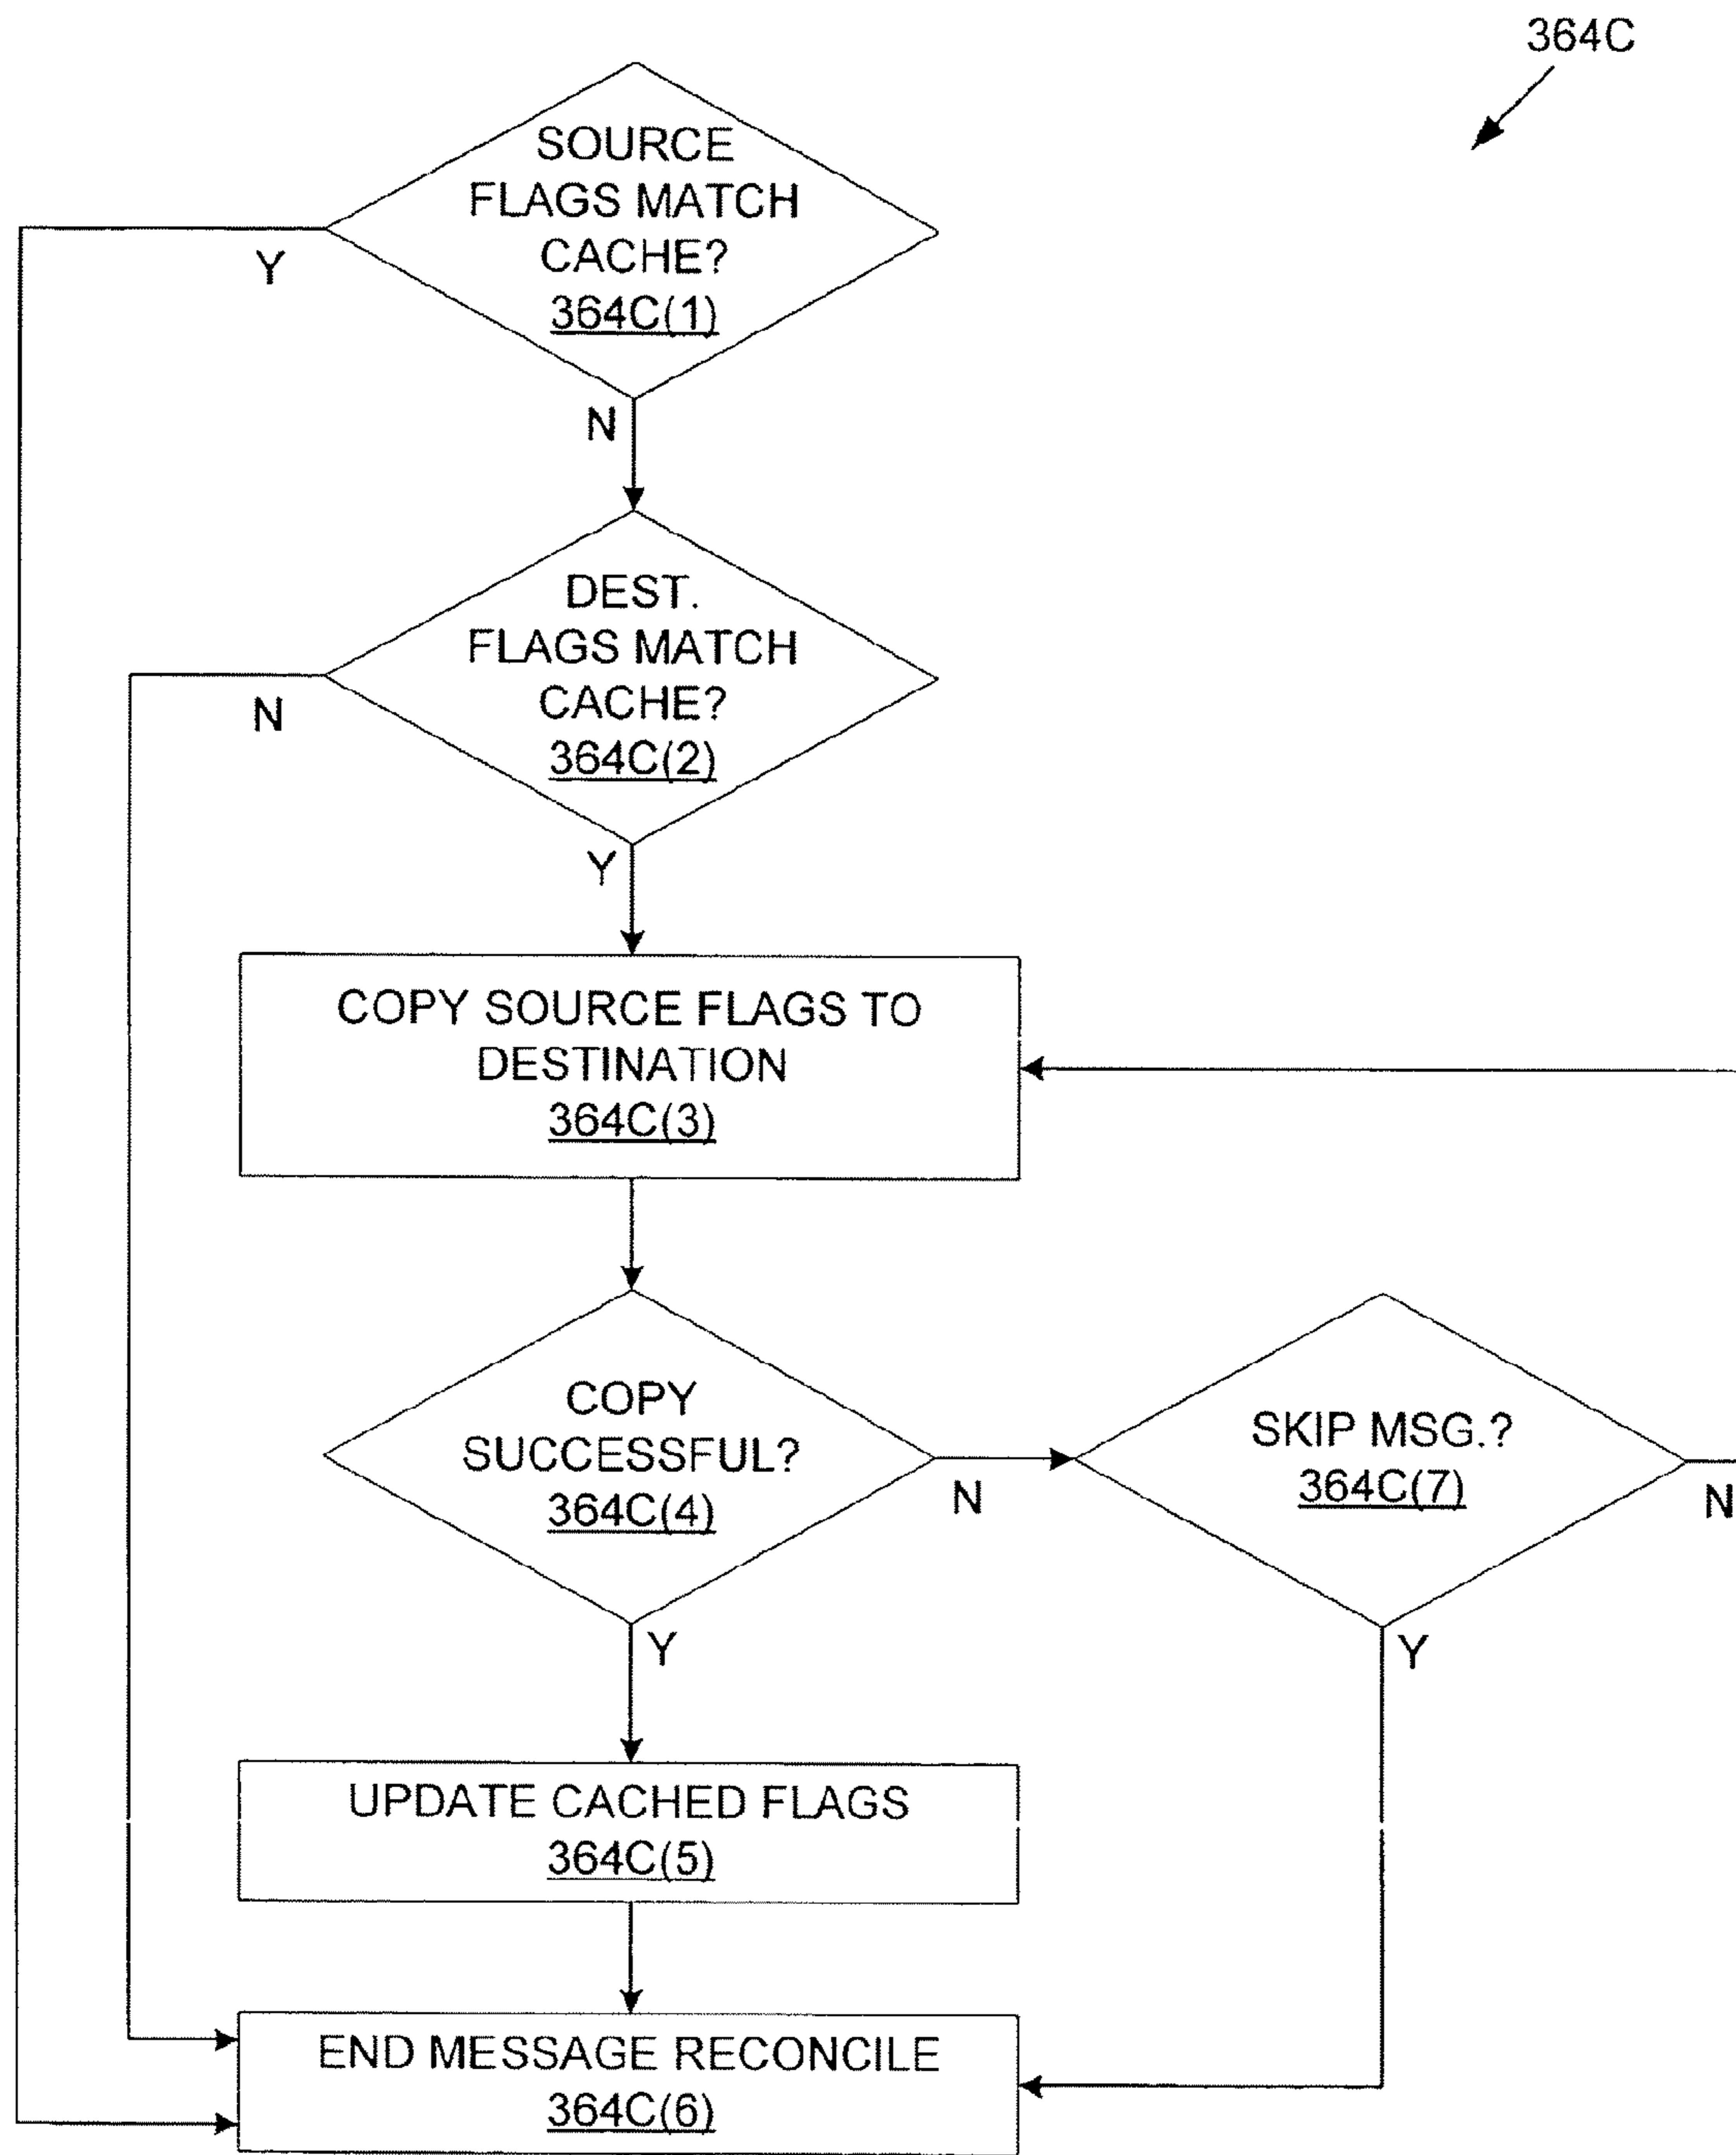 364C
SOURCE
FLAGS MATCH
CACHE?
364C(1)
Y
N
DEST.
FLAGS MATCH
CACHE?
364C(2)
N
Y
COPY SOURCE FLAGS TO
DESTINATION
364C(3)
COPY
SUCCESSFUL?
364C(4)
N
SKIP MSG.?
364C(7)
N
Y
Y
UPDATE CACHED FLAGS
364C(5)
END MESSAGE RECONCILE
364C(6)